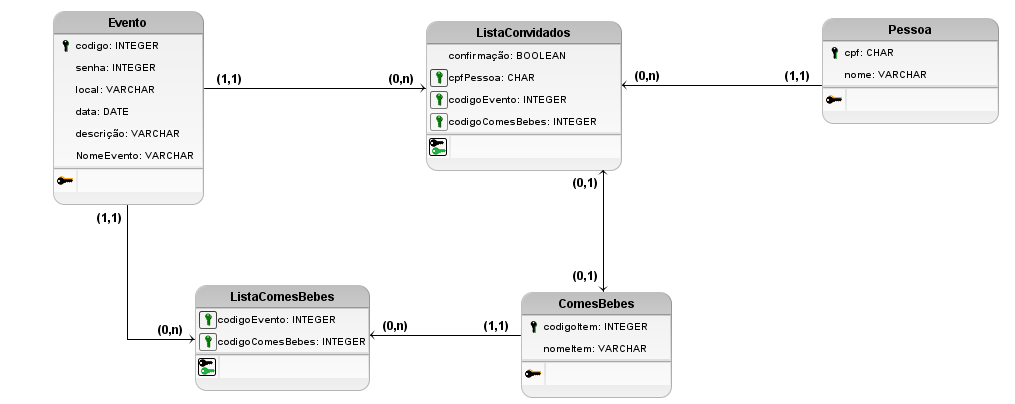 Evento
codigo: INTEGER
senha: INTEGER
local: VARCHAR
data: DATE
descrição: VARCHAR
NomeEvento: VARCHAR
(1,1)
(0,n)
ListaConvidados
confirmação: BOOLEAN
cpfPessoa: CHAR
codigoEvento: INTEGER
codigoComesBebes: INTEGER
(0,n)
(1,1)
Pessoa
cpf: CHAR
nome: VARCHAR
(1,1)
(0,n)
(0,1)
(0,1)
ListaComesBebes
codigoEvento: INTEGER
codigoComesBebes: INTEGER
(0,n)
(1,1)
ComesBebes
codigoItem: INTEGER
nomeItem: VARCHAR